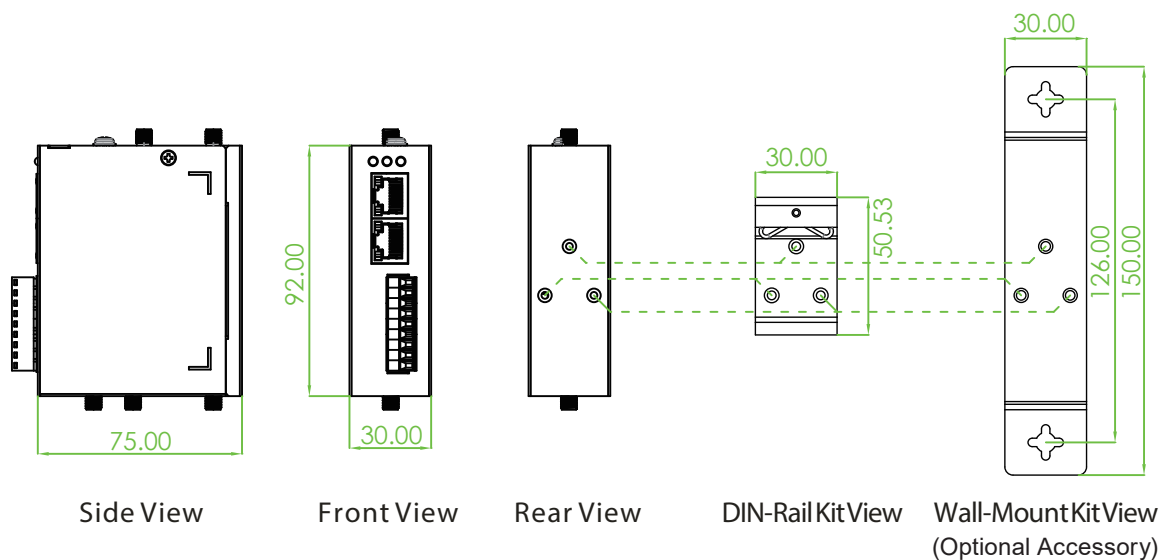 30.00
30.00
50.53
92.00
126.00
150.00
75.00
30.00
Side View
Front View
Rear View
DIN-Rail Kit View
Wall-Mount Kit View
(Optional Accessory)